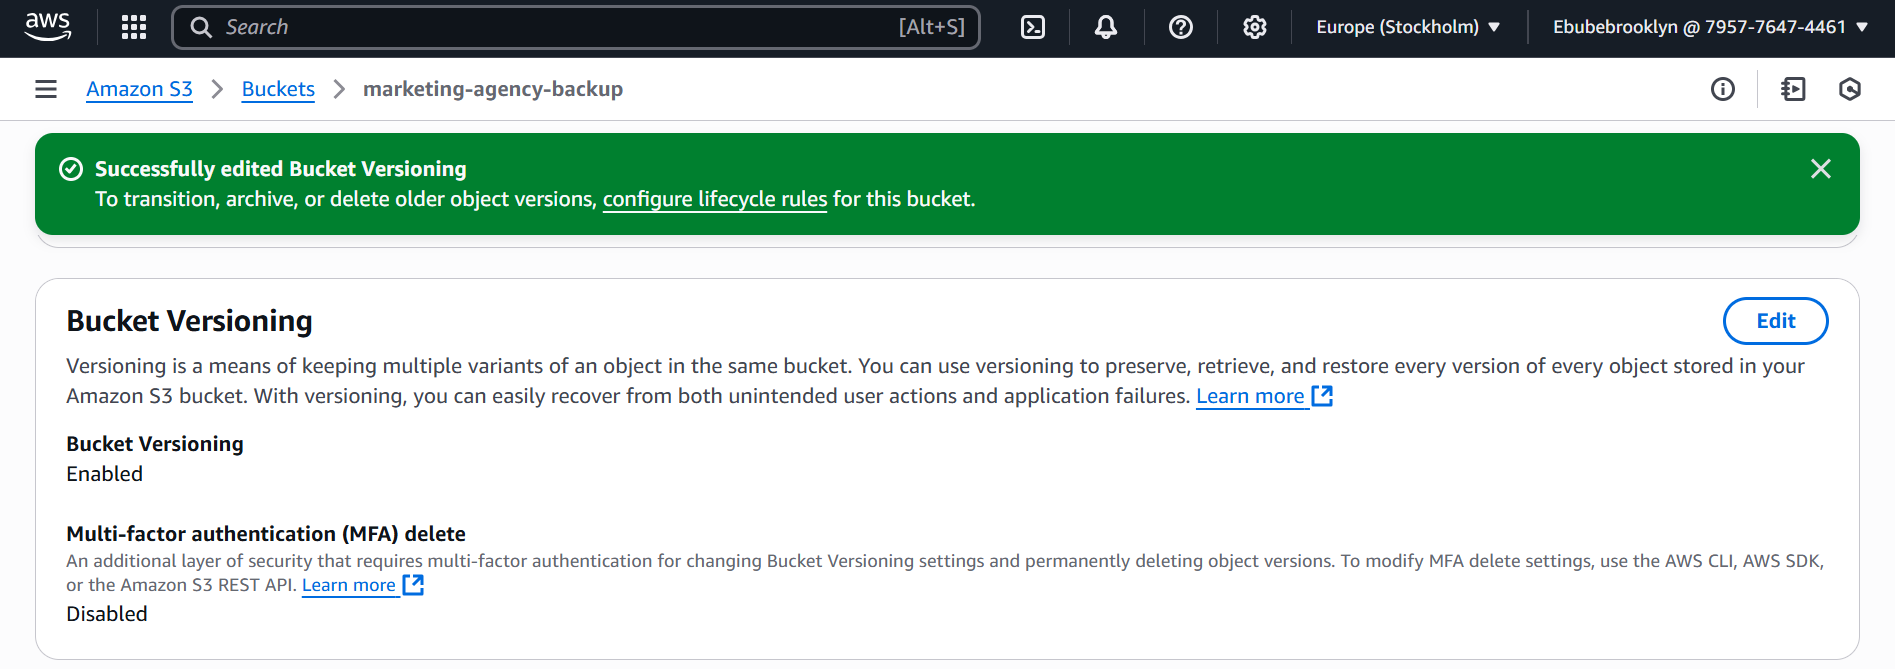 aws
Search [Alt+S]
Europe (Stockholm)
Ebubebrooklyn @ 7957-7647-4461
Amazon S3
Buckets
marketing-agency-backup
Successfully edited Bucket Versioning
To transition, archive, or delete older object versions, configure lifecycle rules for this bucket.
Bucket Versioning
Edit
Versioning is a means of keeping multiple variants of an object in the same bucket. You can use versioning to preserve, retrieve, and restore every version of every object stored in your
Amazon S3 bucket. With versioning, you can easily recover from both unintended user actions and application failures. Learn more
Bucket Versioning
Enabled
Multi-factor authentication (MFA) delete
An additional layer of security that requires multi-factor authentication for changing Bucket Versioning settings and permanently deleting object versions. To modify MFA delete settings, use the AWS CLI, AWS SDK,
or the Amazon S3 REST API. Learn more
Disabled